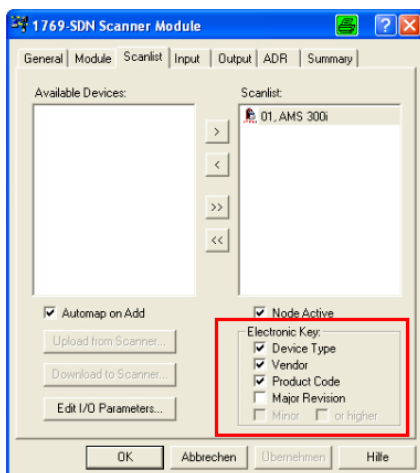 1769-SDN Scanner Module
General Module Scanlist Input Output ADR Summary
Available Devices: Scanlist:
01, AMS 300i
>
<
>>
<<
Automap on Add Node Active
Upload from Scanner...
Download to Scanner...
Edit I/O Parameters...
Electronic Key:
Device Type
Vendor
Product Code
Major Revision
Minor or higher
OK Abbrechen Übernehmen Hilfe